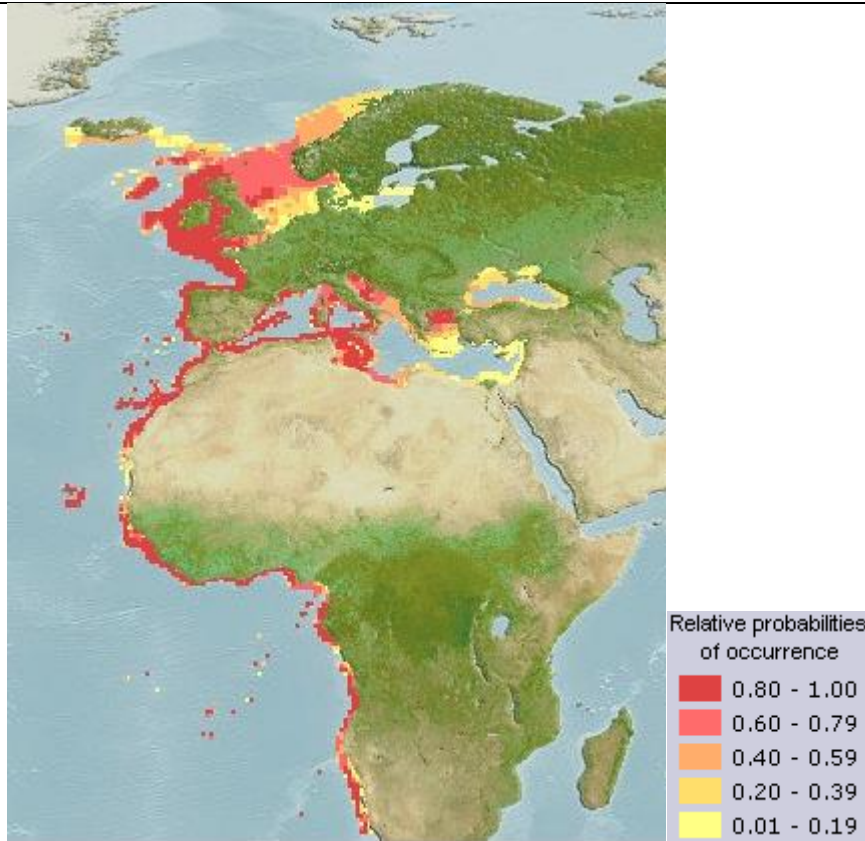 Relative probabilities
of occurrence
0.80 - 1.00
0.60 - 0.79
0.40 - 0.59
0.20 - 0.39
0.01 - 0.19